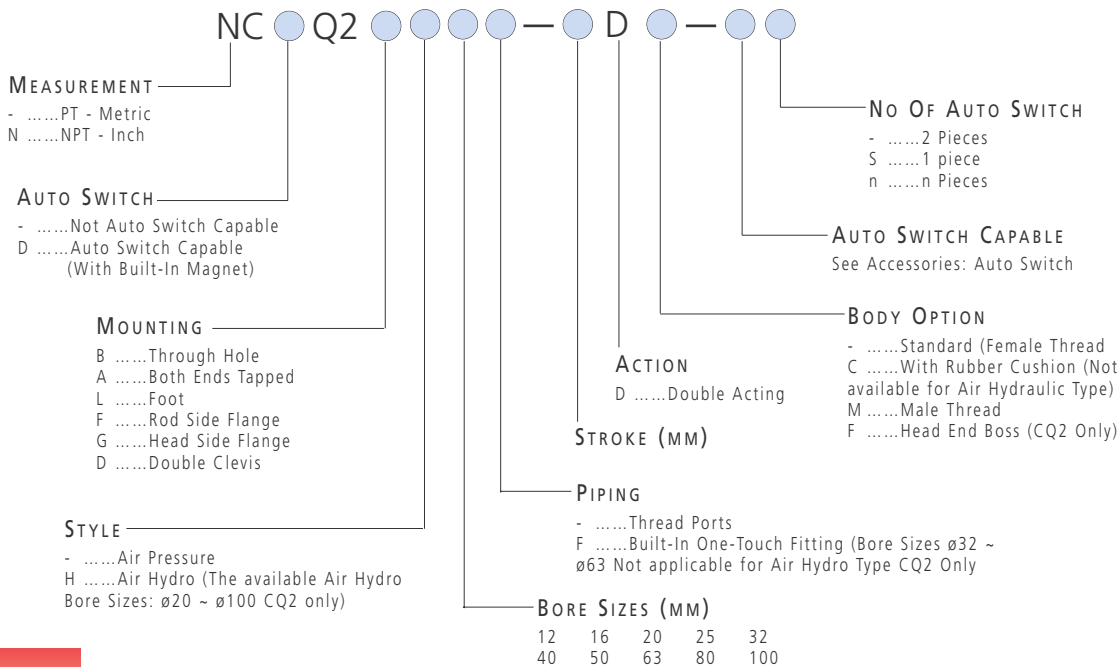 NC Q2 — D —
MEASUREMENT
- ......PT - Metric
N ......NPT - Inch
AUTO SWITCH
- ......Not Auto Switch Capable
D ......Auto Switch Capable
(With Built-In Magnet)
MOUNTING
B ......Through Hole
A ......Both Ends Tapped
L ......Foot
F ......Rod Side Flange
G ......Head Side Flange
D ......Double Clevis
STYLE
- ......Air Pressure
H ......Air Hydro (The available Air Hydro
Bore Sizes: ø20 ~ ø100 CQ2 only)
BORE SIZES (MM)
12 16 20 25 32
40 50 63 80 100
PIPING
- ......Thread Ports
F ......Built-In One-Touch Fitting (Bore Sizes ø32 ~
ø63 Not applicable for Air Hydro Type CQ2 Only
STROKE (MM)
ACTION
D ......Double Acting
BODY OPTION
- ......Standard (Female Thread
C ......With Rubber Cushion (Not
available for Air Hydraulic Type)
M ......Male Thread
F ......Head End Boss (CQ2 Only)
AUTO SWITCH CAPABLE
See Accessories: Auto Switch
NO OF AUTO SWITCH
- ......2 Pieces
S ......1 piece
n ......n Pieces